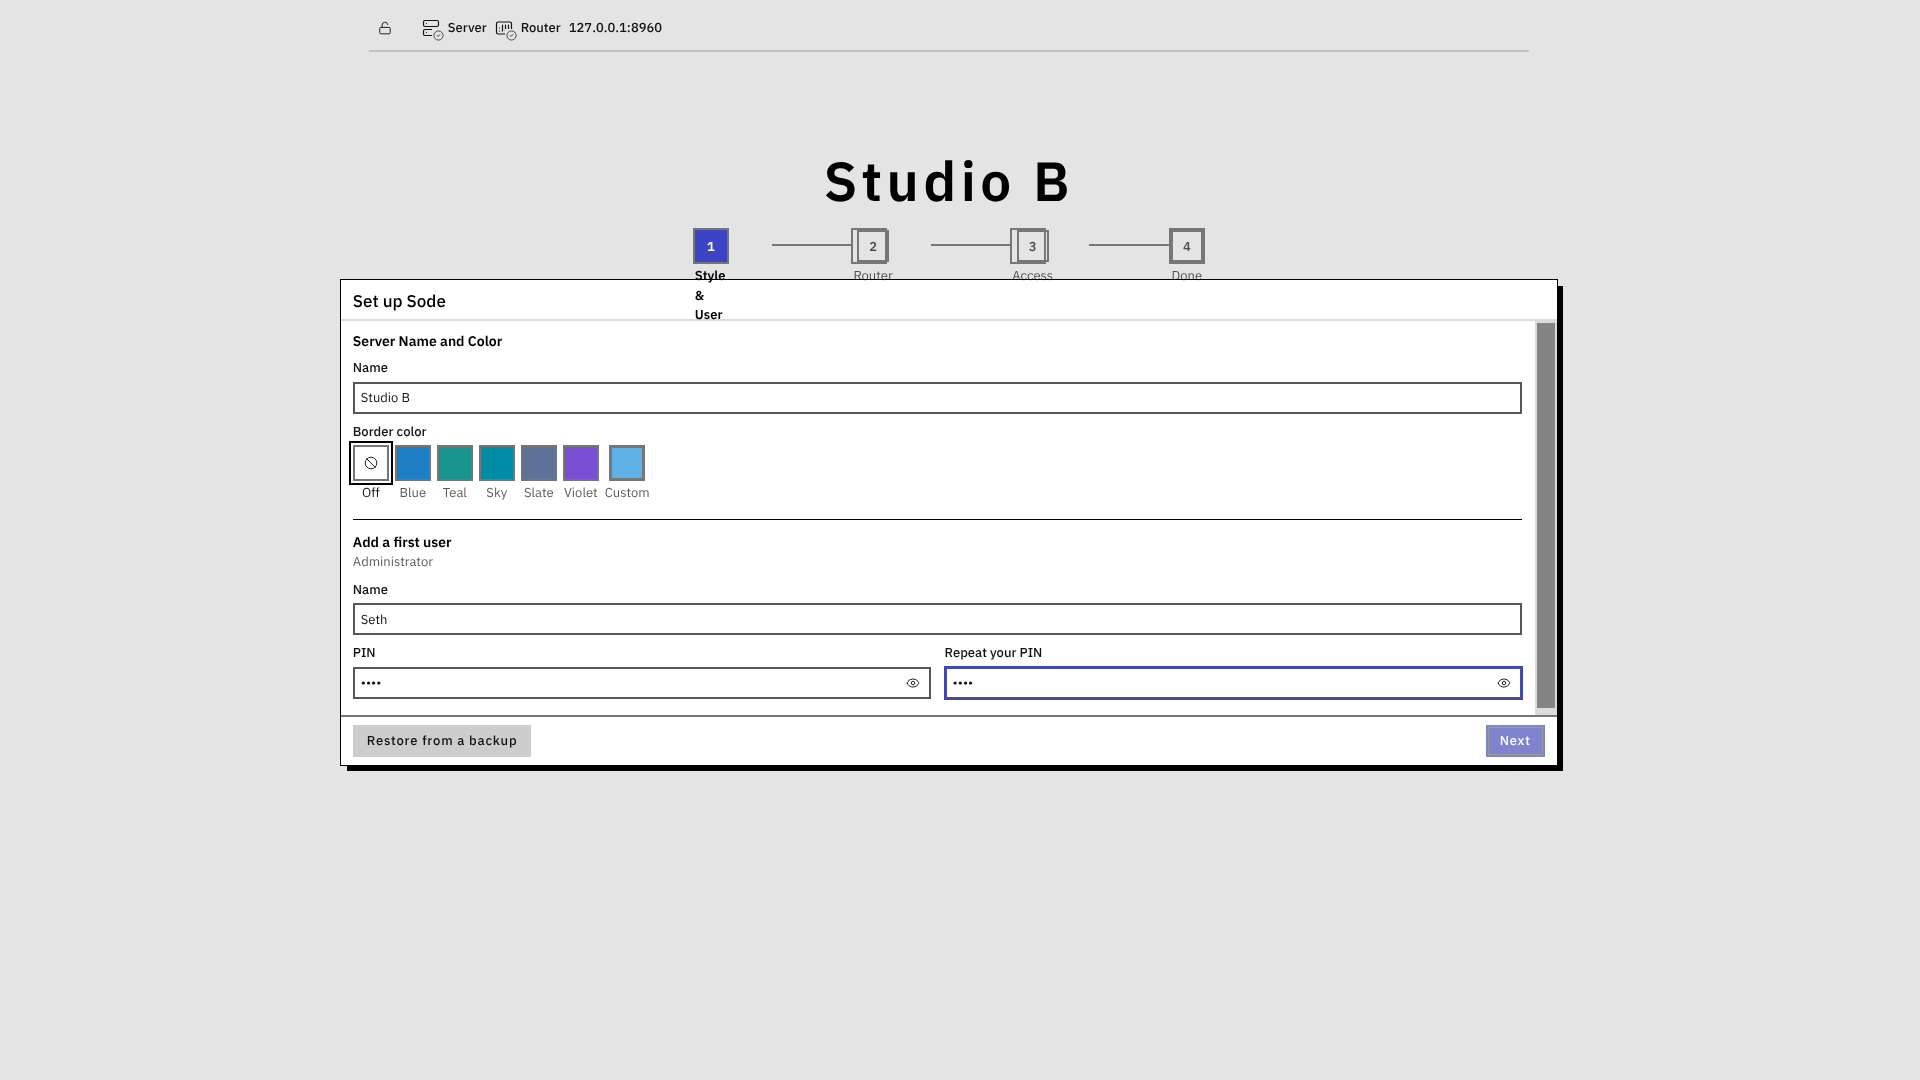 Server Router 127.0.0.1:8960
Studio B
1 2 3 4
Style & User Router Access Done
Set up Sode
Server Name and Color
Name
Studio B
Border color
Off Blue Teal Sky Slate Violet Custom
Add a first user
Administrator
Name
Seth
PIN Repeat your PIN
•••• ••••
Restore from a backup Next